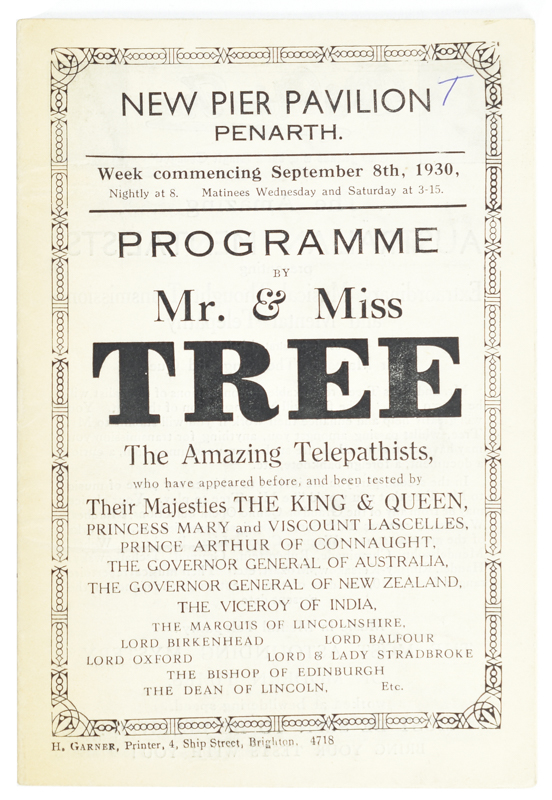 NEW PIER PAVILION T
PENARTH.
Week commencing September 8th, 1930,
Nightly at 8. Matinees Wednesday and Saturday at 3-15.
PROGRAMME
BY
Mr. & Miss
TREE
The Amazing Telepathists,
who have appeared before, and been tested by
Their Majesties THE KING & QUEEN,
PRINCESS MARY and VISCOUNT LASCELLES,
PRINCE ARTHUR OF CONNAUGHT,
THE GOVERNOR GENERAL OF AUSTRALIA,
THE GOVERNOR GENERAL OF NEW ZEALAND,
THE VICEROY OF INDIA,
THE MARQUIS OF LINCOLNSHIRE,
LORD BIRKENHEAD LORD BALFOUR
LORD OXFORD LORD & LADY STRADBROKE
THE BISHOP OF EDINBURGH
THE DEAN OF LINCOLN, Etc.
H. GARNER, Printer, 4, Ship Street, Brighton. 4718